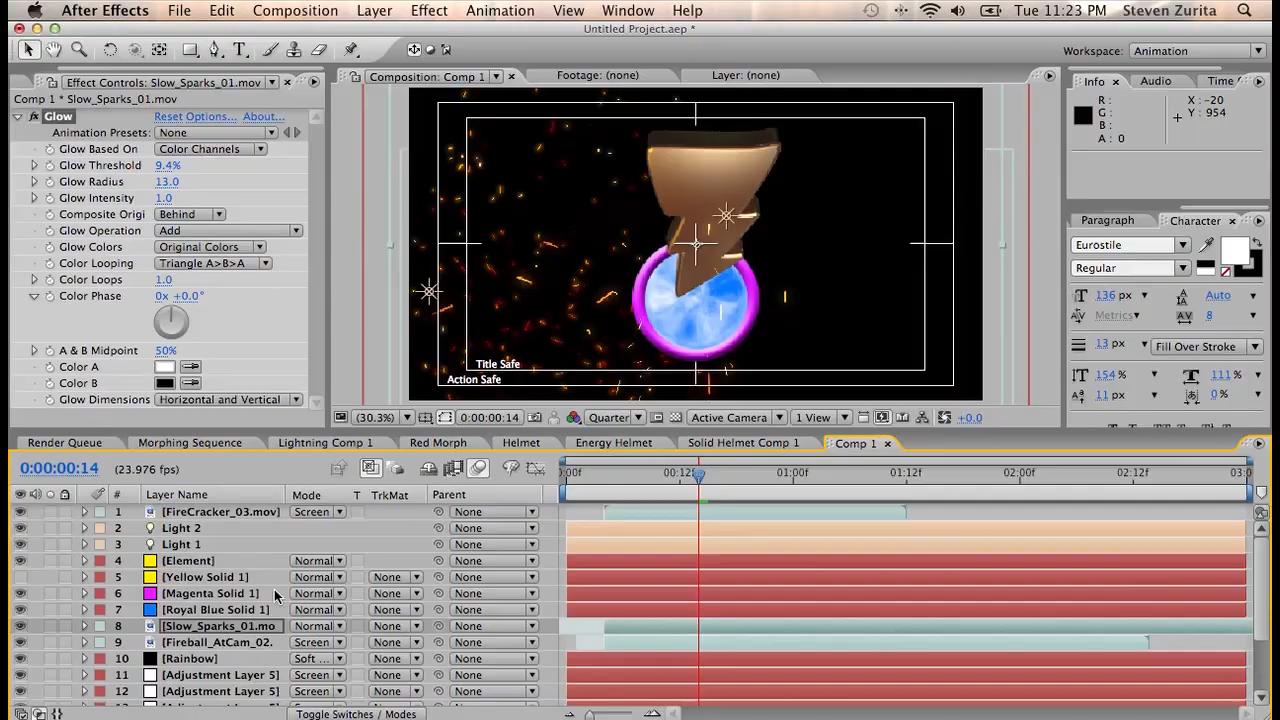 After Effects File Edit Composition Layer Effect Animation View Window Help Tue 11:23 PM Steven Zurita
Untitled Project.aep *
Workspace: Animation
Effect Controls: Slow_Sparks_01.mov
Composition: Comp 1
Footage: (none)
Layer: (none)
Info Audio Time
Comp 1 * Slow_Sparks_01.mov
fx Glow Reset Options... About...
Animation Presets: None
Glow Based On Color Channels
Glow Threshold 9.4%
Glow Radius 13.0
Glow Intensity 1.0
Composite Origi Behind
Glow Operation Add
Glow Colors Original Colors
Color Looping Triangle A>B>A
Color Loops 1.0
Color Phase 0x +0.0°
A & B Midpoint 50%
Color A
Color B
Glow Dimensions Horizontal and Vertical
Title Safe
Action Safe
(30.3%) 0:00:00:14 Quarter Active Camera 1 View +0.0
R: X: -20
G: Y: 954
B:
A: 0
Paragraph Character
Eurostile
Regular
136 px Auto
Metrics 8
13 px Fill Over Stroke
154 % 111 %
11 px 0 %
Render Queue Morphing Sequence Lightning Comp 1 Red Morph Helmet Energy Helmet Solid Helmet Comp 1 Comp 1
0:00:00:14 (23.976 fps)
:00f 00:12f 01:00f 01:12f 02:00f 02:12f 03:0
# Layer Name Mode T TrkMat Parent
1 [FireCracker_03.mov] Screen None
2 Light 2 None
3 Light 1 None
4 [Element] Normal None
5 [Yellow Solid 1] Normal None None
6 [Magenta Solid 1] Normal None None
7 [Royal Blue Solid 1] Normal None None
8 [Slow_Sparks_01.mo Normal None None
9 [Fireball_AtCam_02. Screen None None
10 [Rainbow] Soft ... None None
11 [Adjustment Layer 5] Screen None None
12 [Adjustment Layer 5] Screen None None
Toggle Switches / Modes